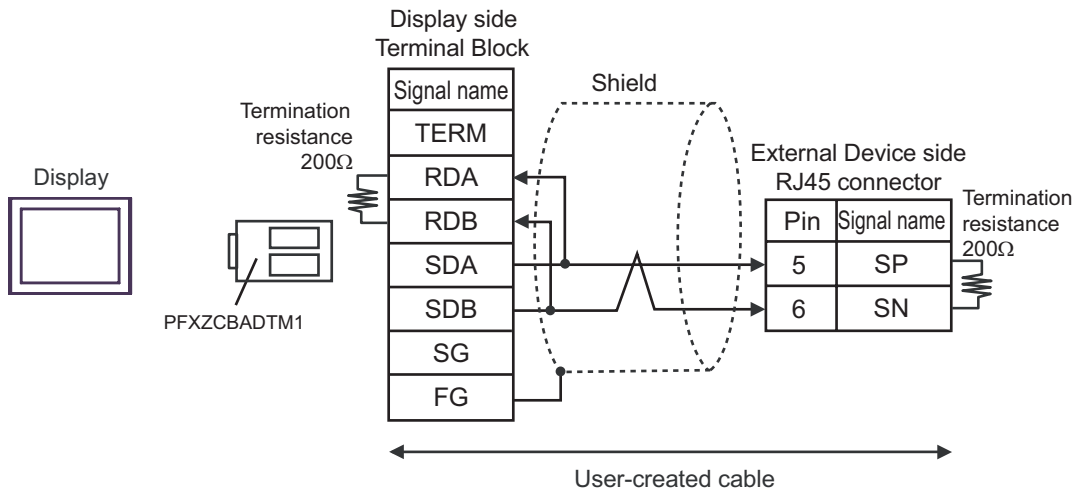 Display side
Terminal Block
Signal name
TERM
RDA
RDB
SDA
SDB
SG
FG
Shield
Termination
resistance
200Ω
Display
PFXZCBADTM1
External Device side
RJ45 connector
Pin Signal name
5 SP
6 SN
Termination
resistance
200Ω
User-created cable